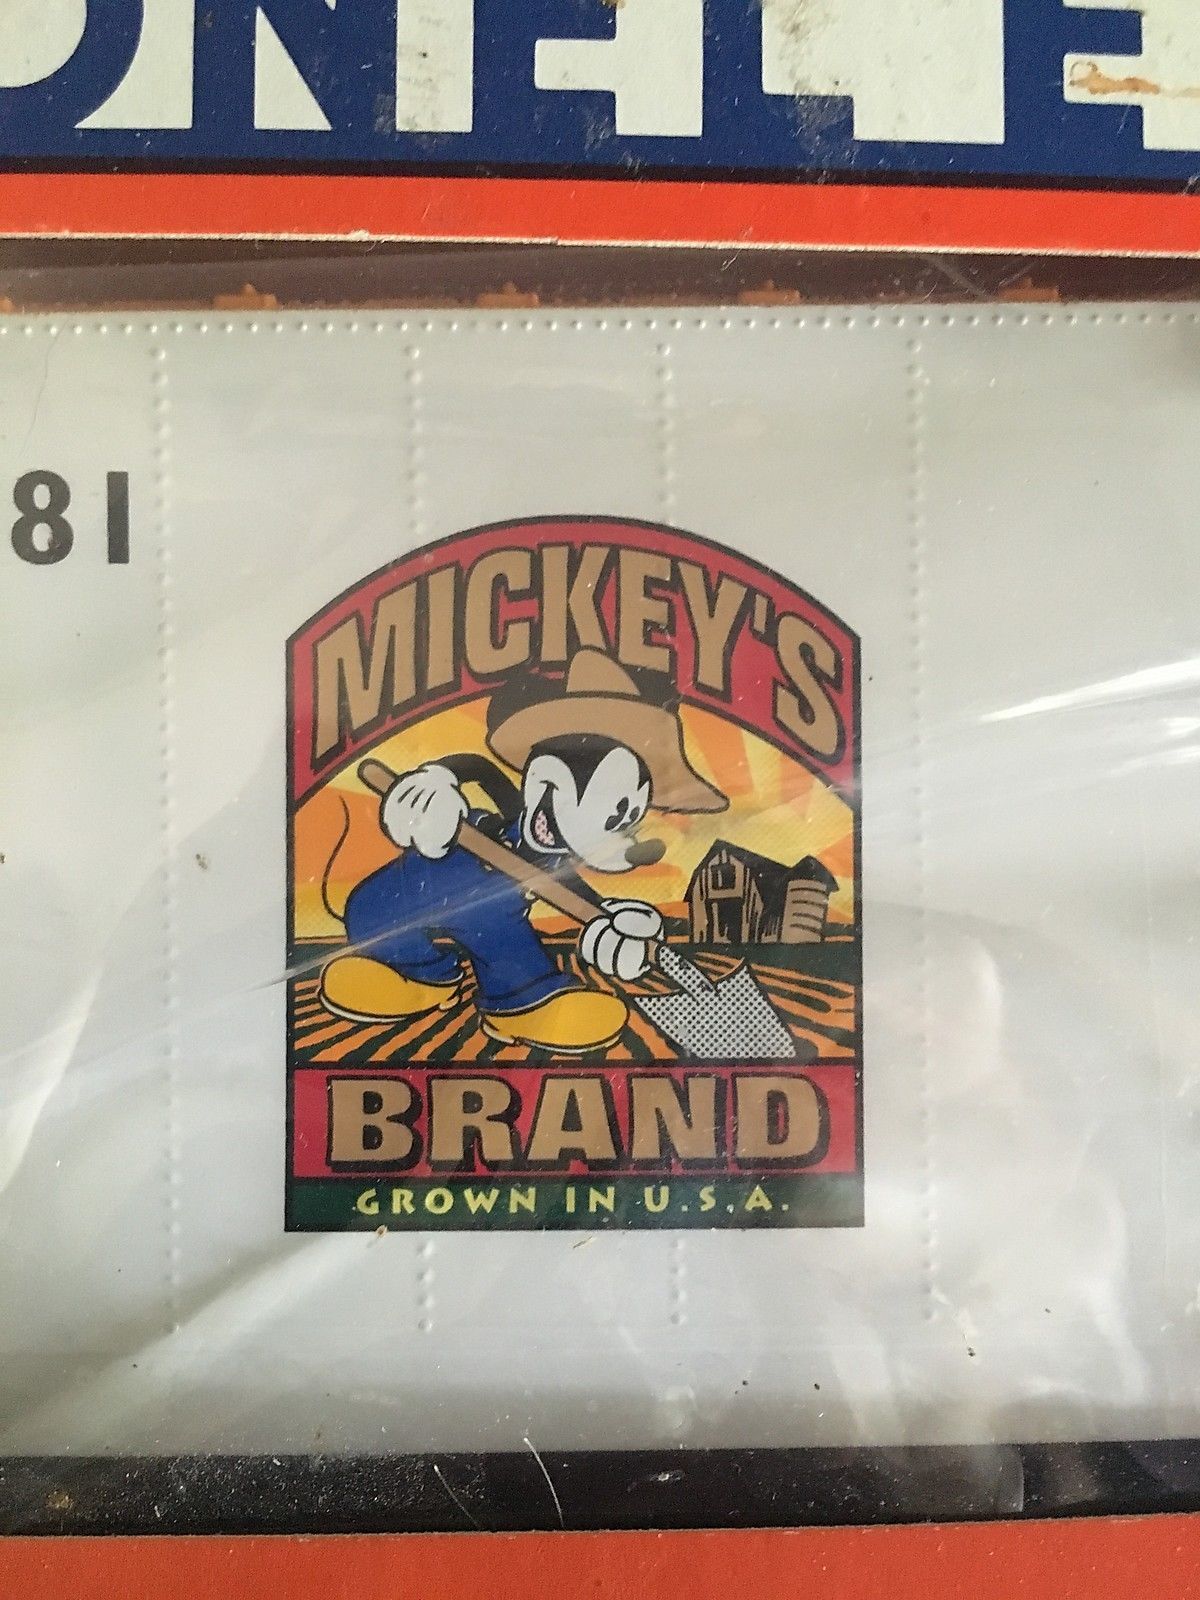 81
MICKEY'S
BRAND
GROWN IN U.S.A.